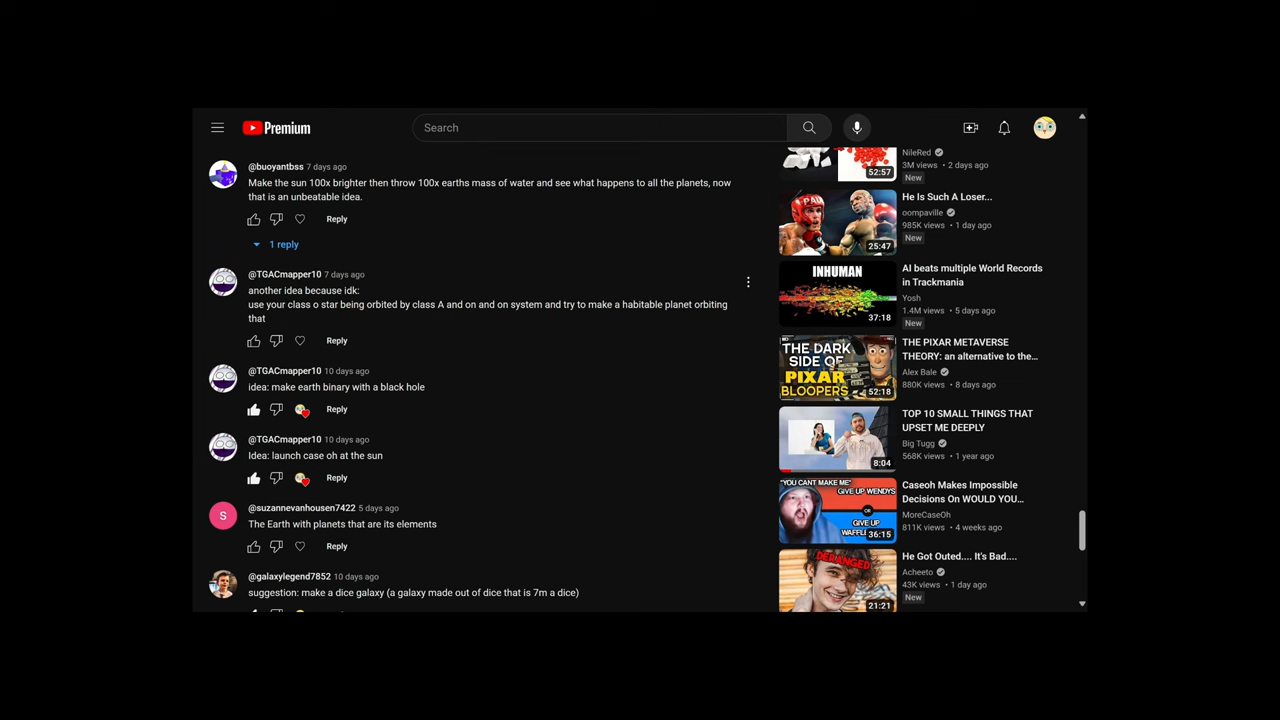 Premium
Search
@buoyantbss 7 days ago
Make the sun 100x brighter then throw 100x earths mass of water and see what happens to all the planets, now
that is an unbeatable idea.
Reply
1 reply
@TGACmapper10 7 days ago
another idea because idk:
use your class o star being orbited by class A and on and on system and try to make a habitable planet orbiting
that
Reply
@TGACmapper10 10 days ago
idea: make earth binary with a black hole
Reply
@TGACmapper10 10 days ago
Idea: launch case oh at the sun
Reply
S
@suzannevanhousen7422 5 days ago
The Earth with planets that are its elements
Reply
@galaxylegend7852 10 days ago
suggestion: make a dice galaxy (a galaxy made out of dice that is 7m a dice)
52:57
NileRed
3M views • 2 days ago
New
PAUL
25:47
He Is Such A Loser...
oompaville
985K views • 1 day ago
New
INHUMAN
37:18
AI beats multiple World Records
in Trackmania
Yosh
1.4M views • 5 days ago
New
THE DARK
SIDE OF
PIXAR
BLOOPERS
52:18
THE PIXAR METAVERSE
THEORY: an alternative to the...
Alex Bale
880K views • 8 days ago
8:04
TOP 10 SMALL THINGS THAT
UPSET ME DEEPLY
Big Tugg
568K views • 1 year ago
"YOU CANT MAKE ME"
GIVE UP WENDYS
OR
GIVE UP
36:15
Caseoh Makes Impossible
Decisions On WOULD YOU...
MoreCaseOh
811K views • 4 weeks ago
DERANGED
21:21
He Got Outed.... It's Bad....
Acheeto
43K views • 1 day ago
New